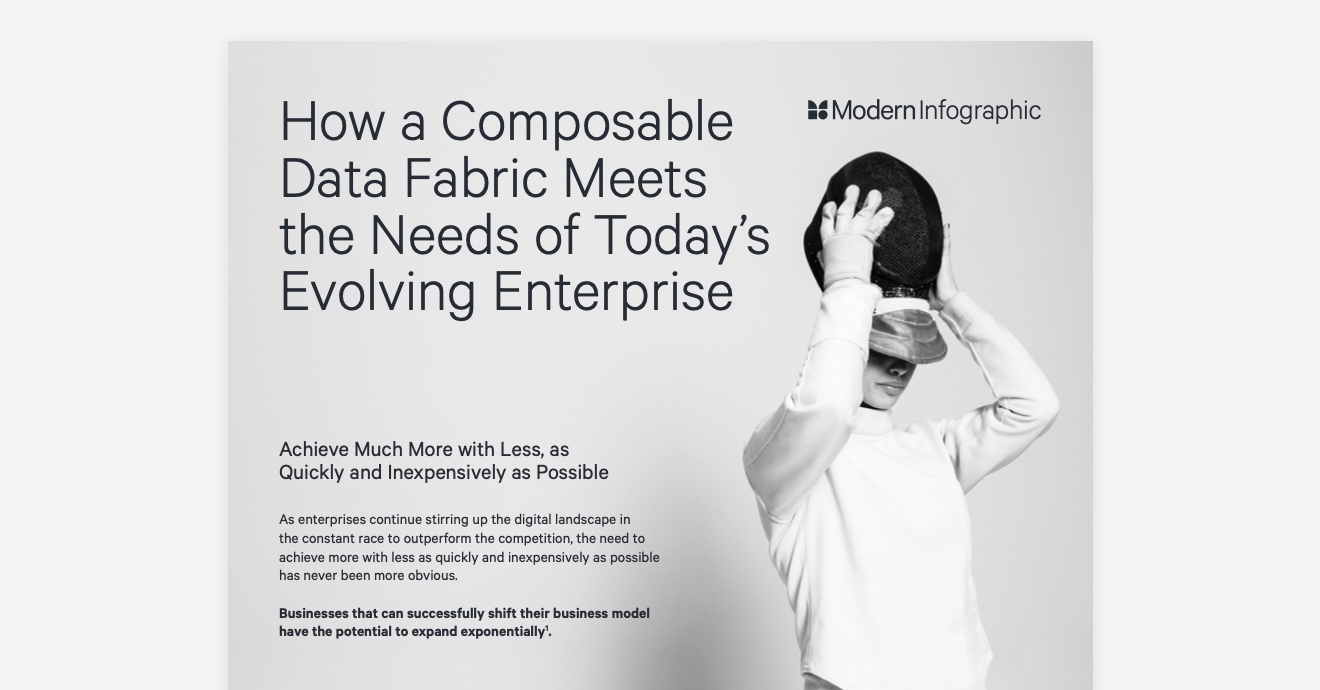 How a Composable
Data Fabric Meets
the Needs of Today’s
Evolving Enterprise
Modern Infographic
Achieve Much More with Less, as
Quickly and Inexpensively as Possible
As enterprises continue stirring up the digital landscape in
the constant race to outperform the competition, the need to
achieve more with less as quickly and inexpensively as possible
has never been more obvious.
Businesses that can successfully shift their business model
have the potential to expand exponentially¹.